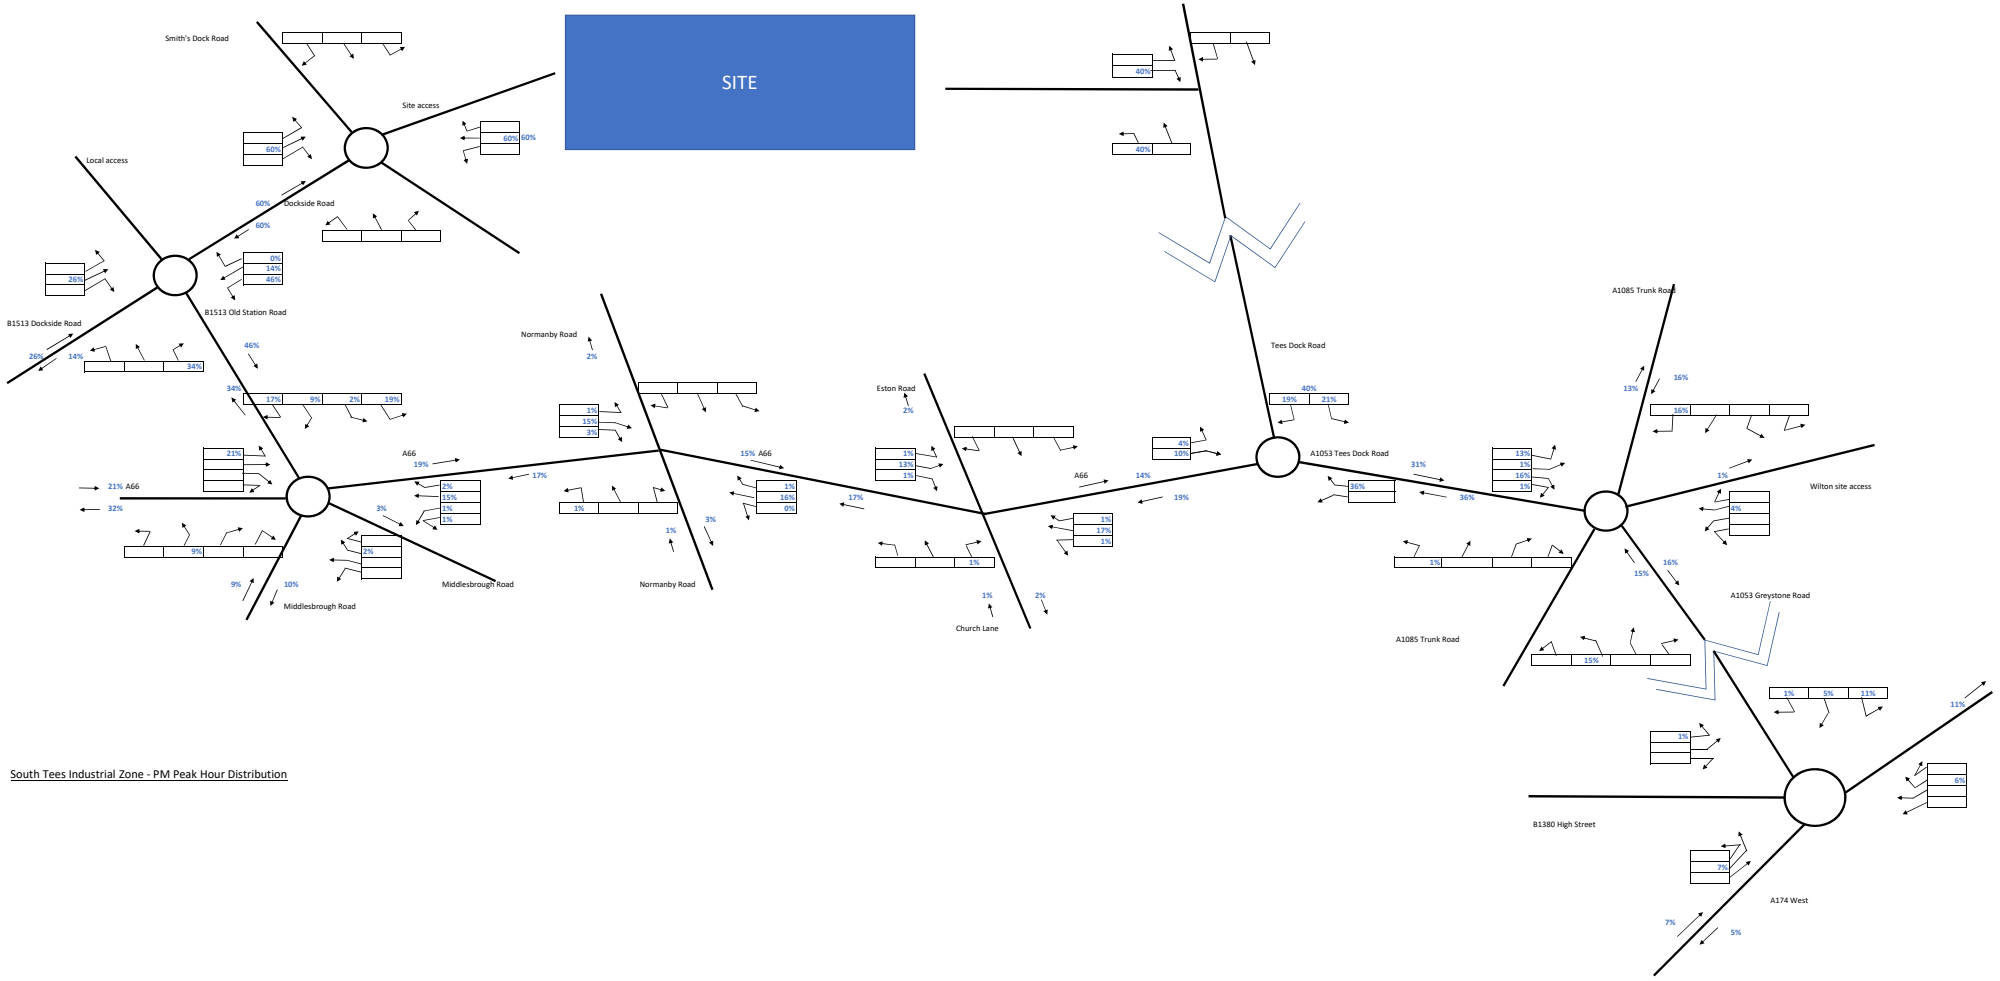 Smith's Dock Road
SITE
40%
Site access
60%
60% 60%
40%
Local access
60% Dockside Road
60%
0%
14%
46%
26%
B1513 Old Station Road
A1085 Trunk Road
B1513 Dockside Road
Normanby Road
Tees Dock Road
46%
26% 14%
2%
34%
34%
17% 9% 2% 19%
Eston Road
2%
40%
19% 21%
13% 16%
16%
1%
15%
3%
21%
A66
19%
17%
15% A66
1%
13%
1%
4%
10%
A1053 Tees Dock Road
31%
36%
13%
1%
16%
1%
1%
Wilton site access
21% A66
32%
2%
15%
1%
1%
1%
16%
0%
17%
A66
14%
19%
36%
4%
3%
1%
1%
17%
1%
9%
2%
1%
3%
1%
1%
15%
16%
9% 10%
Middlesbrough Road
Middlesbrough Road
Normanby Road
1% 2%
Church Lane
A1053 Greystone Road
A1085 Trunk Road
15%
1% 5% 11%
11%
1%
South Tees Industrial Zone - PM Peak Hour Distribution
6%
B1380 High Street
7%
A174 West
7%
5%